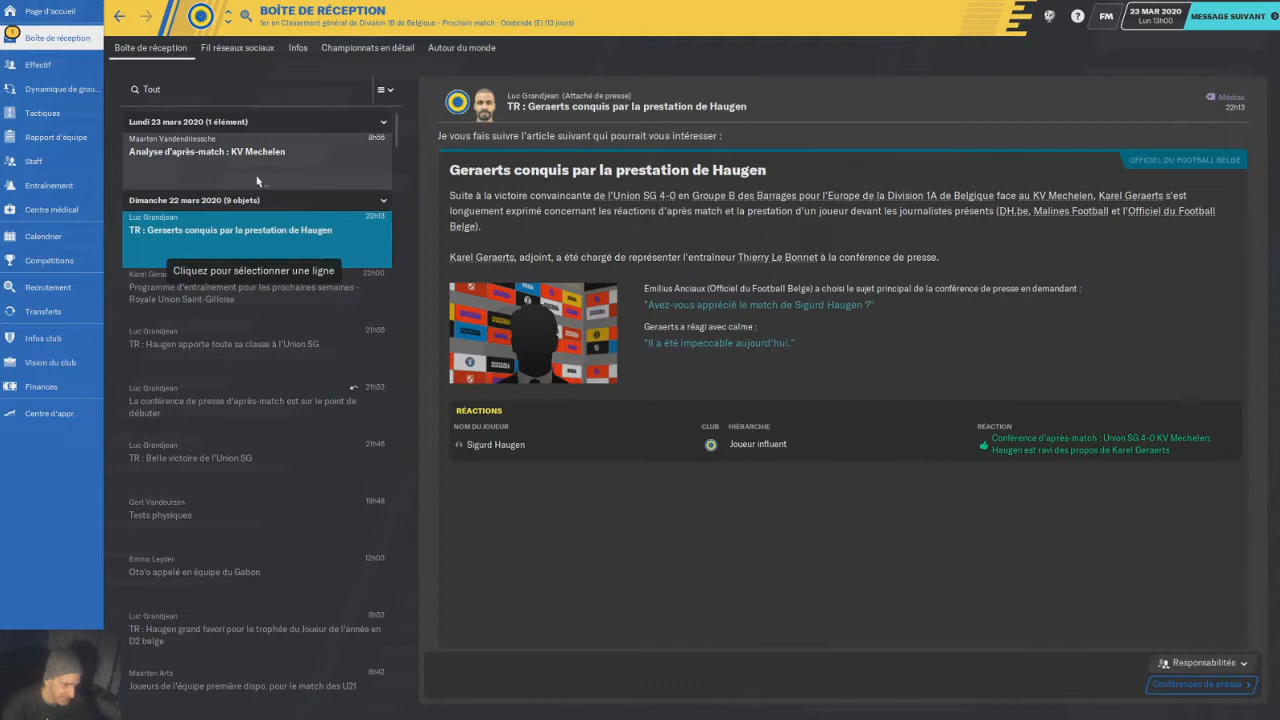 Page d'accueil
Boîte de réception
Effectif
Dynamique de grou...
Tactiques
Rapport d'équipe
Staff
Entraînement
Centre médical
Calendrier
Compétitions
Recrutement
Transferts
Infos club
Vision du club
Finances
Centre d'appr.
BOÎTE DE RÉCEPTION
1er en Classement général de Division 1B de Belgique - Prochain match : Oostende (E) (13 jours)
FM
23 MAR 2020
Lun 13h00
MESSAGE SUIVANT
Boîte de réception
Fil réseaux sociaux
Infos
Championnats en détail
Autour du monde
Tout
Lundi 23 mars 2020 (1 élément)
Maarten Vandendriessche
8h56
Analyse d'après-match : KV Mechelen
Dimanche 22 mars 2020 (9 objets)
Luc Grandjean
22h13
TR : Geraerts conquis par la prestation de Haugen
Cliquez pour sélectionner une ligne
Karel Gerae
22h00
Programme d'entraînement pour les prochaines semaines -
Royale Union Saint-Gilloise
Luc Grandjean
21h56
TR : Haugen apporte toute sa classe à l'Union SG
Luc Grandjean
21h53
La conférence de presse d'après-match est sur le point de
débuter
Luc Grandjean
21h46
TR : Belle victoire de l'Union SG
Gert Vandeurzen
19h48
Tests physiques
Emma Leyder
12h03
Oto'o appelé en équipe du Gabon
Luc Grandjean
8h53
TR : Haugen grand favori pour le trophée du Joueur de l'année en
D2 belge
Maarten Arts
8h42
Joueurs de l'équipe première dispo. pour le match des U21
Luc Grandjean (Attaché de presse)
TR : Geraerts conquis par la prestation de Haugen
Médias
22h13
Je vous fais suivre l'article suivant qui pourrait vous intéresser :
OFFICIEL DU FOOTBALL BELGE
Geraerts conquis par la prestation de Haugen
Suite à la victoire convaincante de l'Union SG 4-0 en Groupe B des Barrages pour l'Europe de la Division 1A de Belgique face au KV Mechelen, Karel Geraerts s'est
longuement exprimé concernant les réactions d'après match et la prestation d'un joueur devant les journalistes présents (DH.be, Malines Football et l'Officiel du Football
Belge).
Karel Geraerts, adjoint, a été chargé de représenter l'entraîneur Thierry Le Bonnet à la conférence de presse.
Emilius Anciaux (Officiel du Football Belge) a choisi le sujet principal de la conférence de presse en demandant :
"Avez-vous apprécié le match de Sigurd Haugen ?"
Geraerts a réagi avec calme :
"Il a été impeccable aujourd'hui."
RÉACTIONS
NOM DU JOUEUR
CLUB
HIÉRARCHIE
RÉACTION
Sigurd Haugen
Joueur influent
Conférence d'après-match : Union SG 4-0 KV Mechelen:
Haugen est ravi des propos de Karel Geraerts
Responsabilités
Conférences de presse